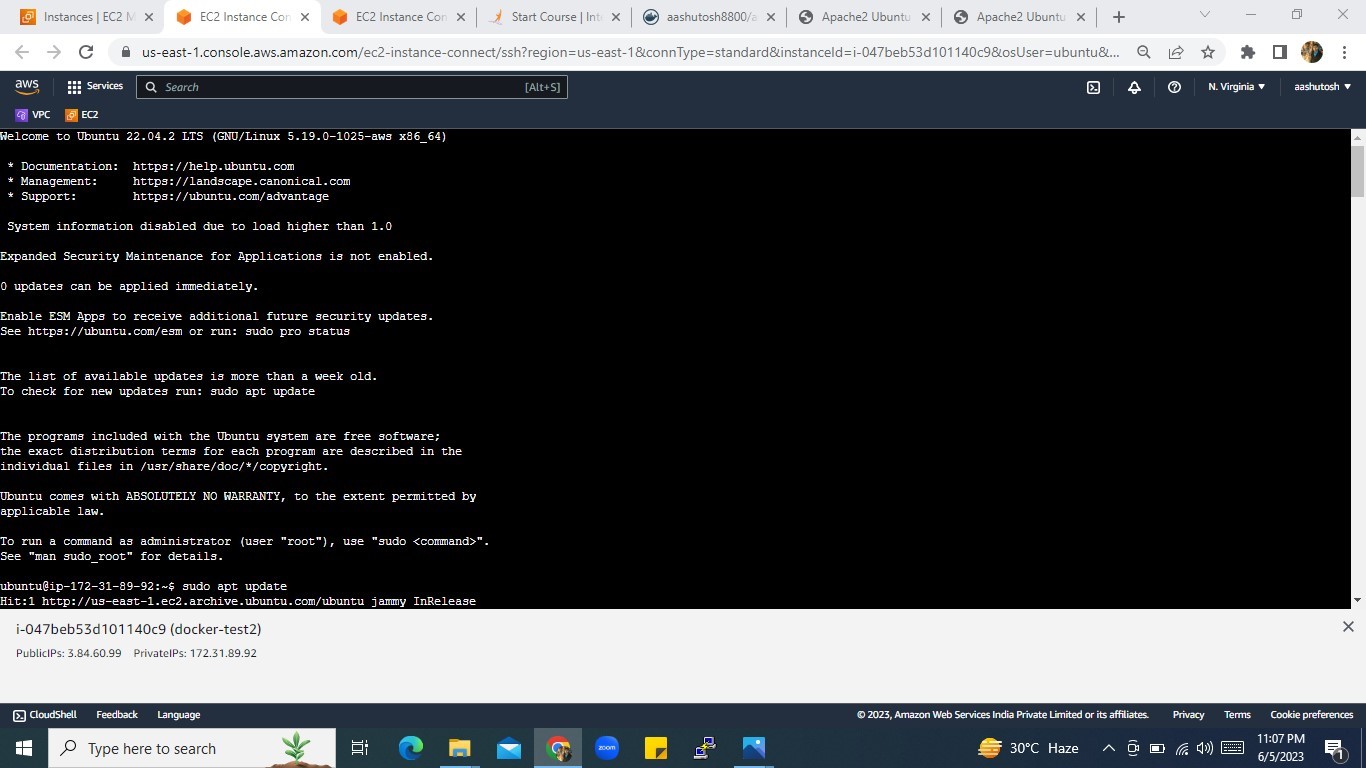 Instances | EC2 M
EC2 Instance Con
EC2 Instance Con
Start Course | Int
aashutosh8800/a
Apache2 Ubuntu
Apache2 Ubuntu
us-east-1.console.aws.amazon.com/ec2-instance-connect/ssh?region=us-east-1&connType=standard&instanceId=i-047beb53d101140c9&osUser=ubuntu&...
aws
Services
Search
[Alt+S]
N. Virginia
aashutosh
VPC
EC2
Welcome to Ubuntu 22.04.2 LTS (GNU/Linux 5.19.0-1025-aws x86_64)
* Documentation: https://help.ubuntu.com
* Management: https://landscape.canonical.com
* Support: https://ubuntu.com/advantage
System information disabled due to load higher than 1.0
Expanded Security Maintenance for Applications is not enabled.
0 updates can be applied immediately.
Enable ESM Apps to receive additional future security updates.
See https://ubuntu.com/esm or run: sudo pro status
The list of available updates is more than a week old.
To check for new updates run: sudo apt update
The programs included with the Ubuntu system are free software;
the exact distribution terms for each program are described in the
individual files in /usr/share/doc/*/copyright.
Ubuntu comes with ABSOLUTELY NO WARRANTY, to the extent permitted by
applicable law.
To run a command as administrator (user "root"), use "sudo <command>".
See "man sudo_root" for details.
ubuntu@ip-172-31-89-92:~$ sudo apt update
Hit:1 http://us-east-1.ec2.archive.ubuntu.com/ubuntu jammy InRelease
i-047beb53d101140c9 (docker-test2)
PublicIPs: 3.84.60.99 PrivateIPs: 172.31.89.92
CloudShell
Feedback
Language
© 2023, Amazon Web Services India Private Limited or its affiliates.
Privacy
Terms
Cookie preferences
Type here to search
zoom
30°C Haze
11:07 PM
6/5/2023
1